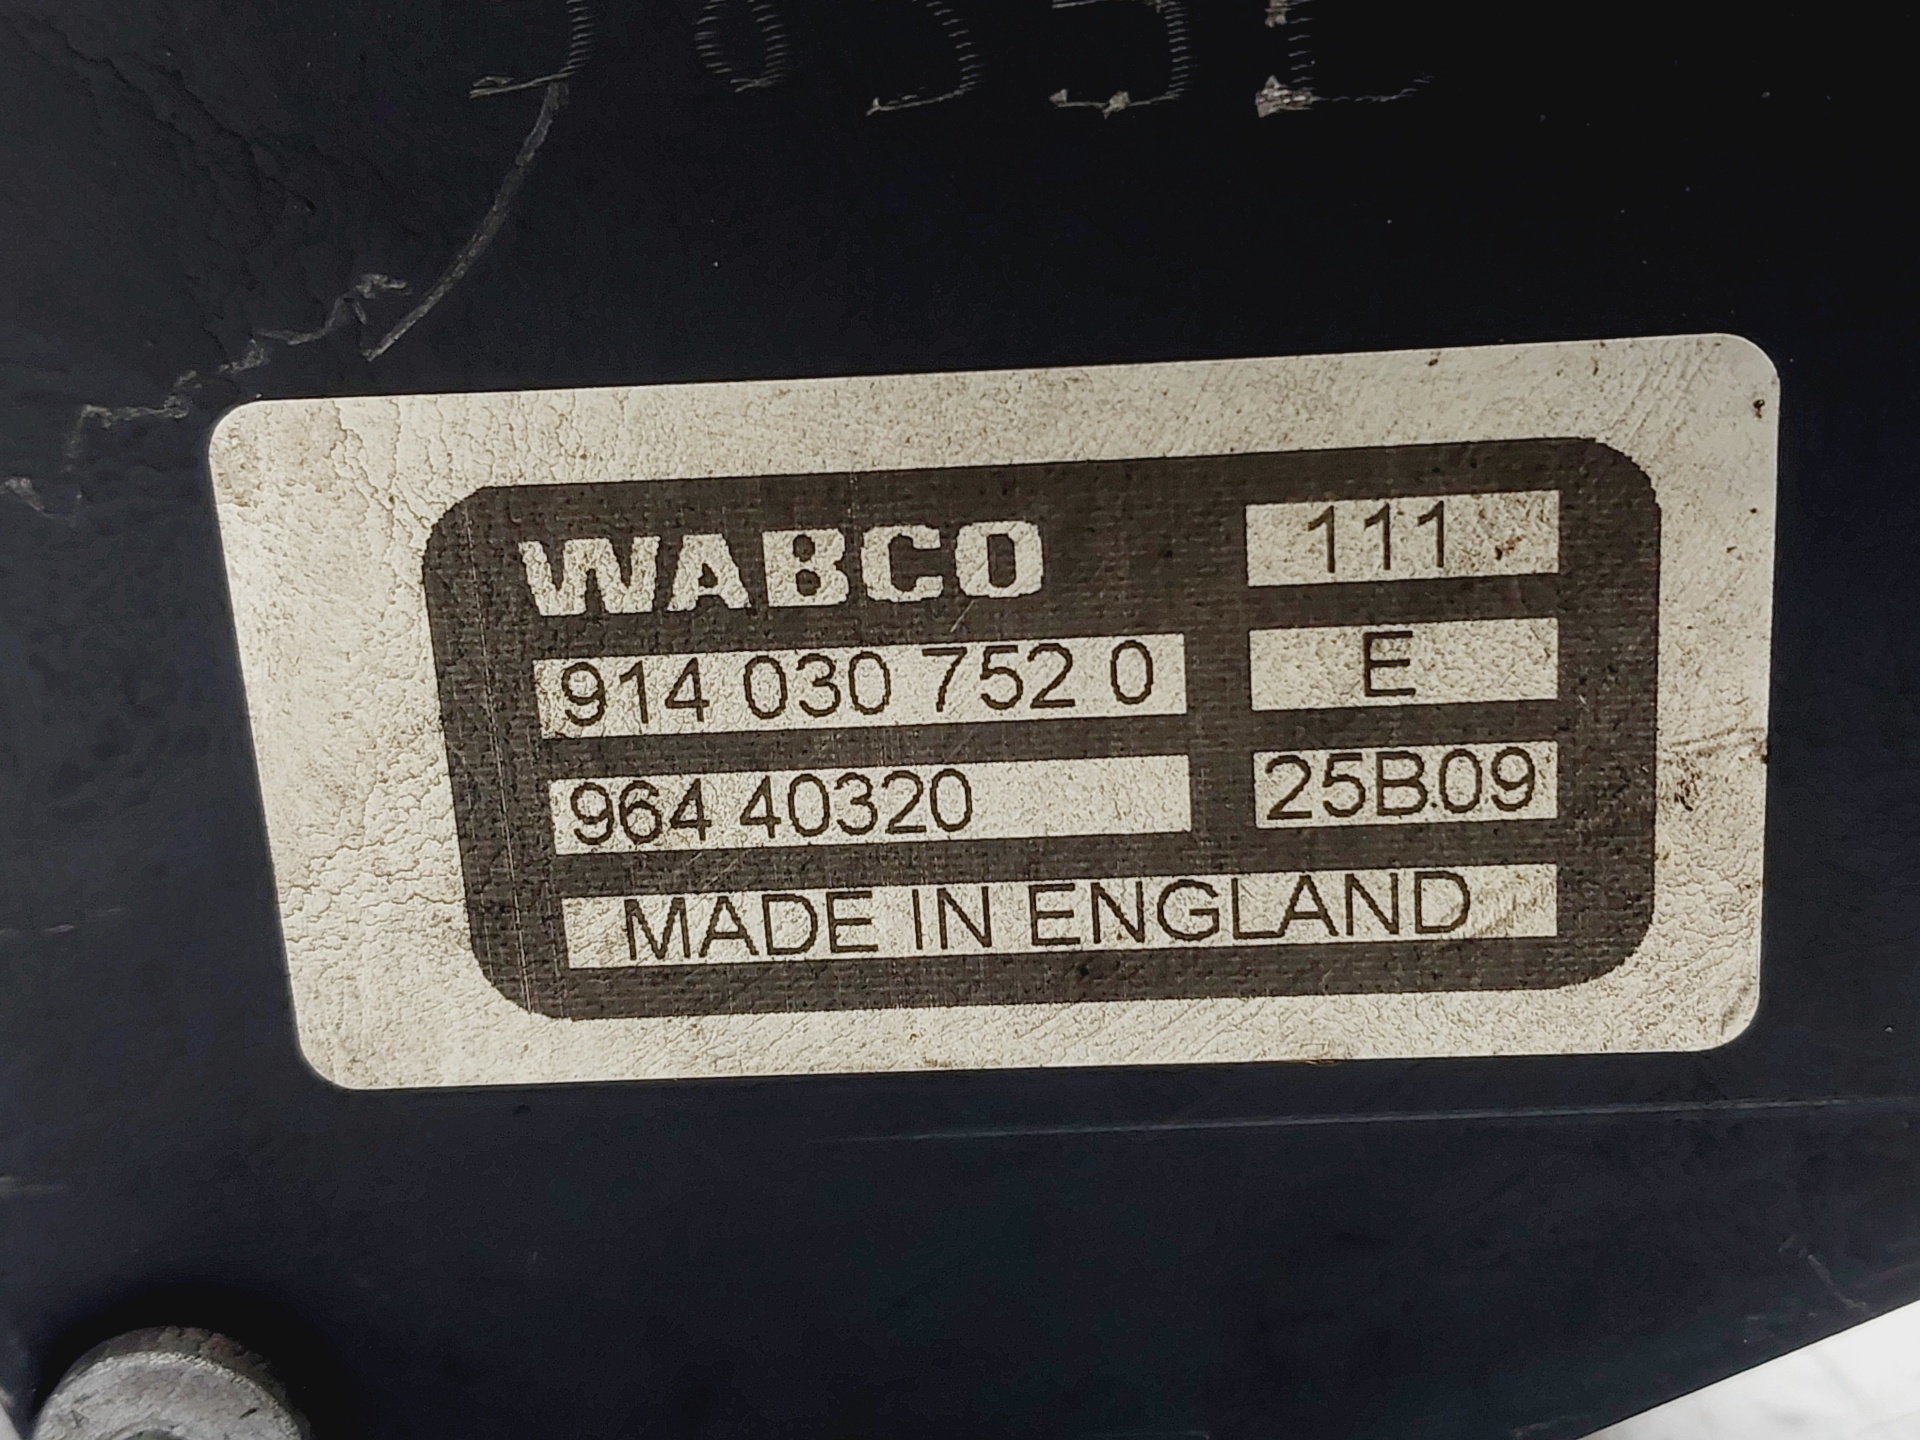 WABCO 111
914 030 752 0 E
964 40320 25B09
MADE IN ENGLAND